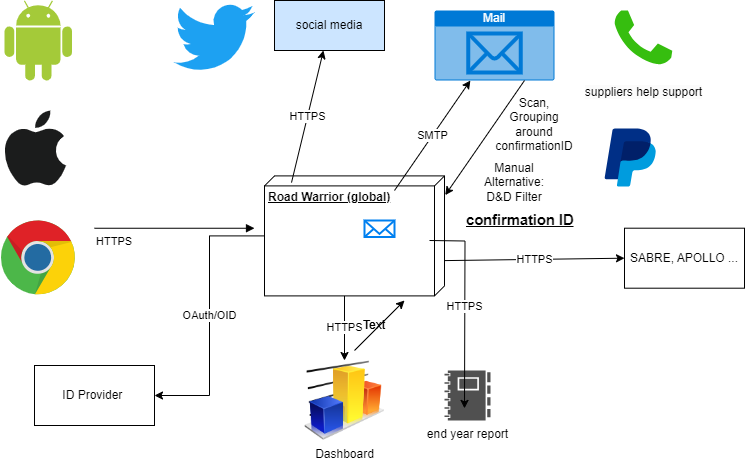 social media
Mail
suppliers help support
HTTPS
SMTP
Scan,
Grouping
around
confirmationID
Manual
Alternative:
D&D Filter
Road Warrior (global)
confirmation ID
HTTPS
HTTPS
SABRE, APOLLO ...
OAuth/OID
HTTPS
Text
HTTPS
ID Provider
Dashboard
end year report